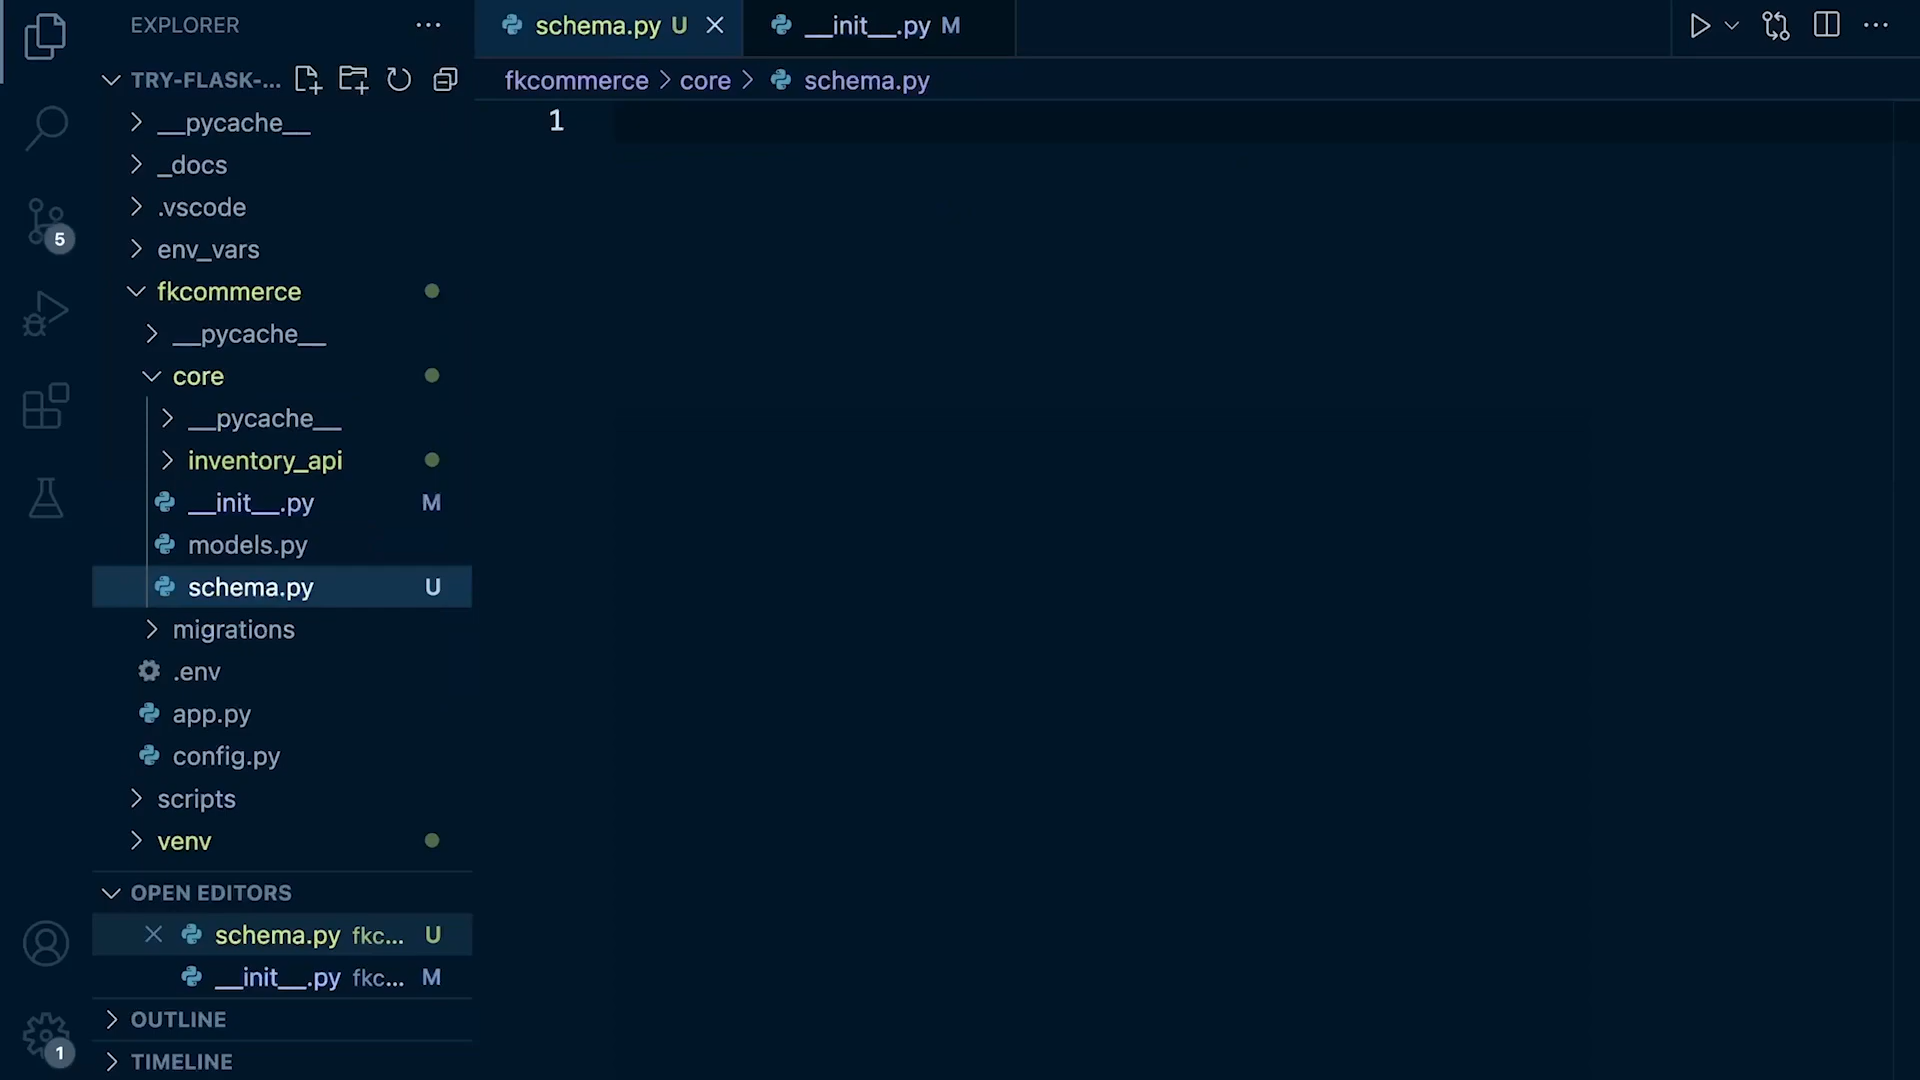 EXPLORER
TRY-FLASK-...
__pycache__
_docs
.vscode
env_vars
fkcommerce
__pycache__
core
__pycache__
inventory_api
__init__.py M
models.py
schema.py U
migrations
.env
app.py
config.py
scripts
venv
OPEN EDITORS
schema.py fkc... U
__init__.py fkc... M
OUTLINE
TIMELINE
5
1
schema.py U
__init__.py M
fkcommerce > core > schema.py
1